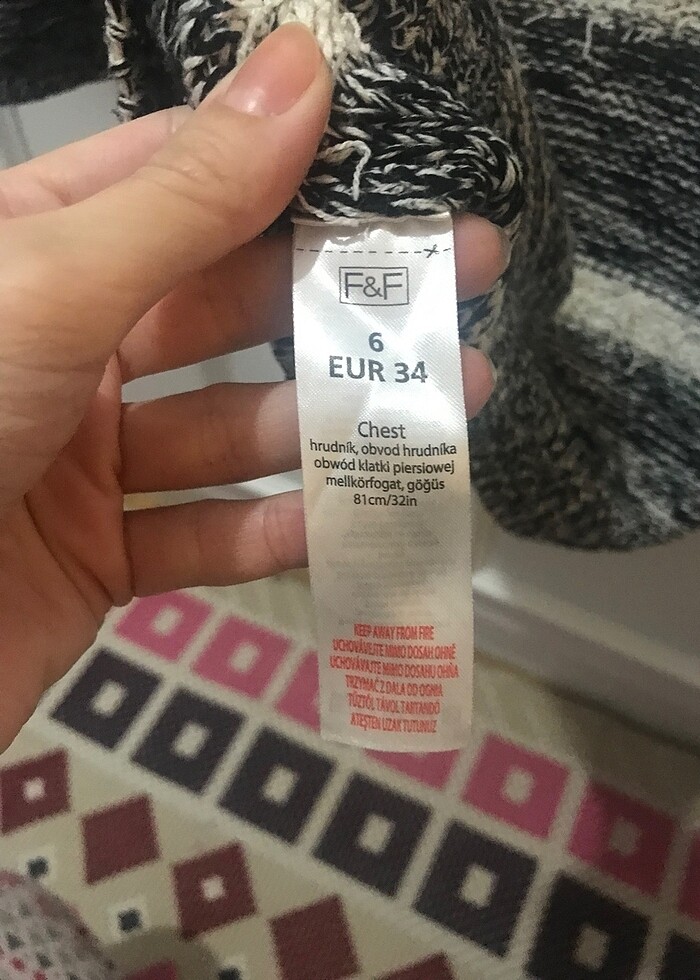 F&F
6
EUR 34
Chest
hrudník, obvod hrudníka
obwód klatki piersiowej
mellkörfogat, göğüs
81cm/32in
KEEP AWAY FROM FIRE
UCHOVÁVEJTE MIMO DOSAH OHNĚ
UCHOVÁVAJTE MIMO DOSAHU OHŇA
TRZYMAĆ Z DALA OD OGNIA
TŰZTŐL TÁVOL TARTANDÓ
ATEŞTEN UZAK TUTUNUZ